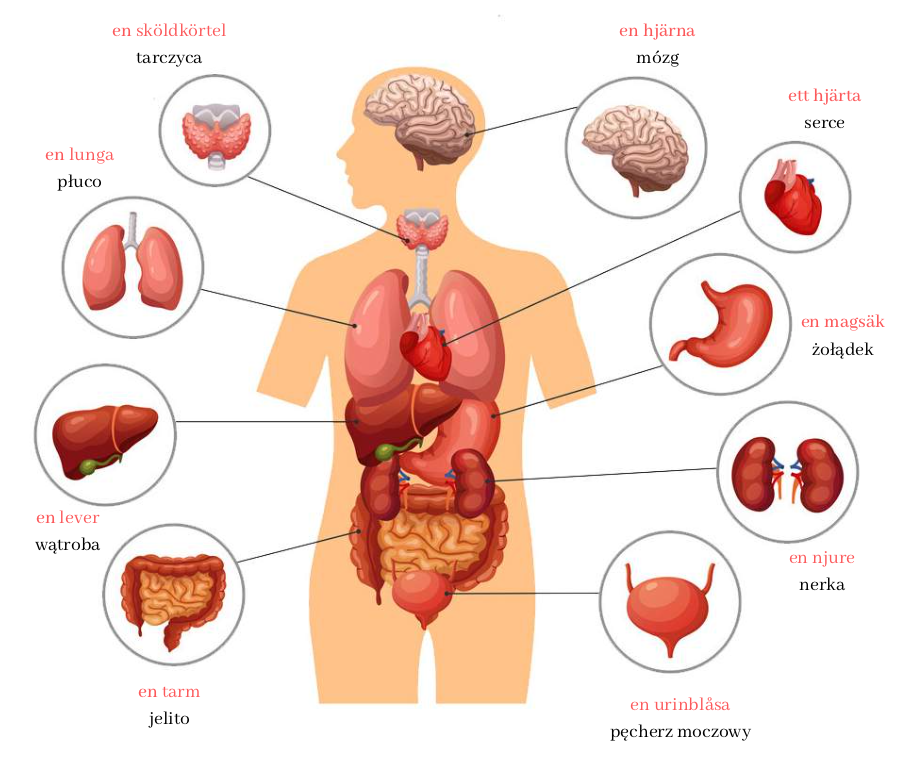 en sköldkörtel
tarczyca
en hjärna
mózg
ett hjärta
serce
en lunga
płuco
en magsäk
żołądek
en lever
wątroba
en njure
nerka
en tarm
jelito
en urinblåsa
pęcherz moczowy